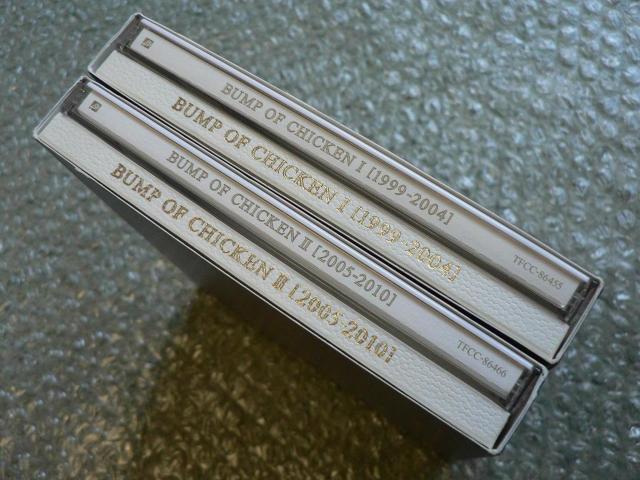 BUMP OF CHICKEN I [1999-2004]
TFCC-86455
BUMP OF CHICKEN I [1999-2004]
BUMP OF CHICKEN II [2005-2010]
TFCC-86466
BUMP OF CHICKEN II [2005-2010]